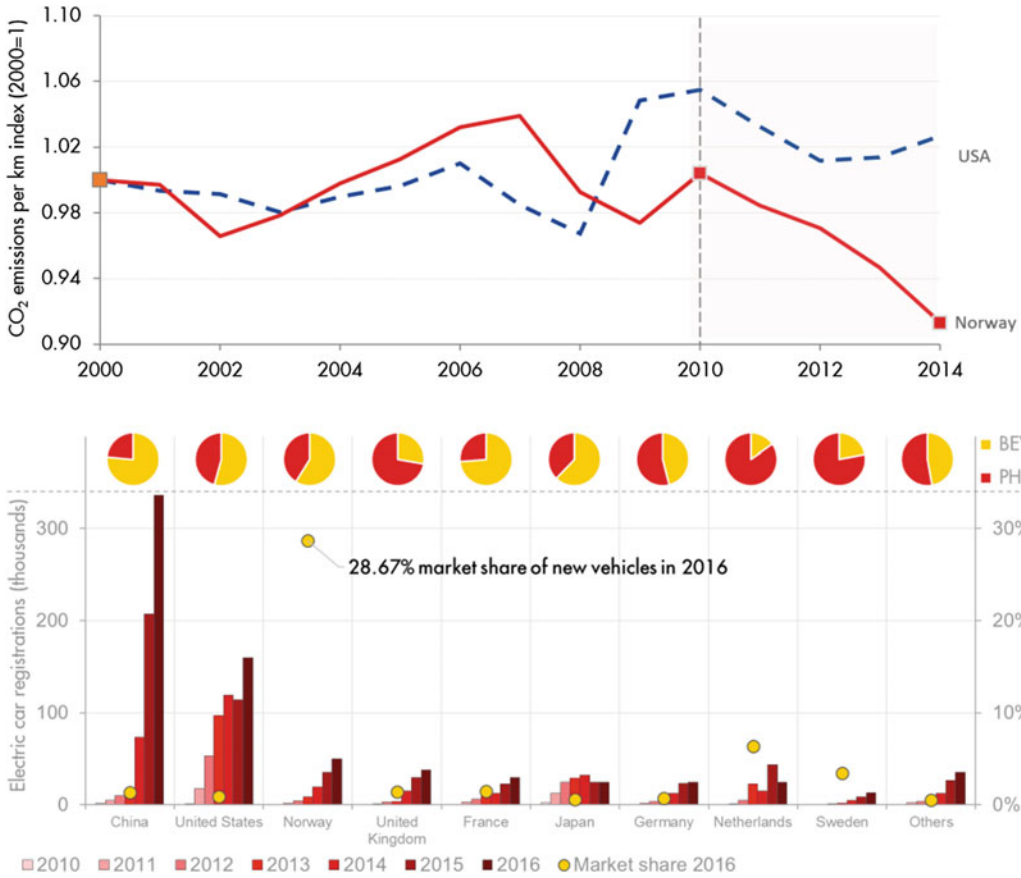 CO₂ emissions per km index (2000=1)
1.10
1.06
1.02
0.98
0.94
0.90
2000
2002
2004
2006
2008
2010
2012
2014
USA
Norway
BE
PH
Electric car registrations (thousands)
300
200
100
0
30%
20%
10%
0%
28.67% market share of new vehicles in 2016
China
United States
Norway
United
Kingdom
France
Japan
Germany
Netherlands
Sweden
Others
2010 2011 2012 2013 2014 2015 2016 Market share 2016